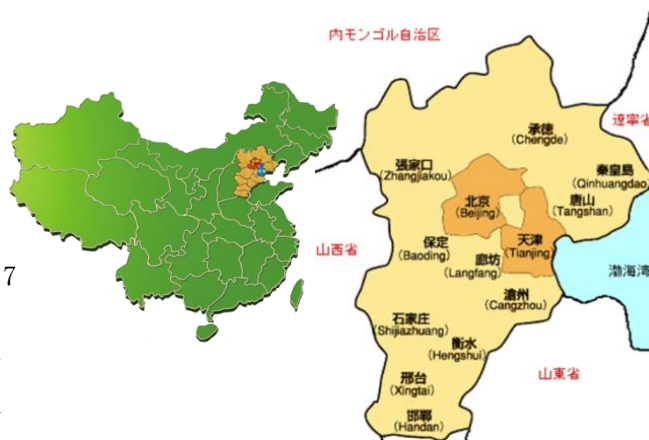 内モンゴル自治区
遼寧省
承徳
(Chengde)
張家口
(Zhangjiakou)
秦皇島
(Qinhuangdao)
北京
(Beijing)
唐山
(Tangshan)
山西省
保定
(Baoding)
天津
(Tianjing)
廊坊
(Langfang)
渤海湾
7
滄州
(Cangzhou)
石家庄
(Shijiazhuang)
衡水
(Hengshui)
邢台
(Xingtai)
山東省
邯鄲
(Handan)